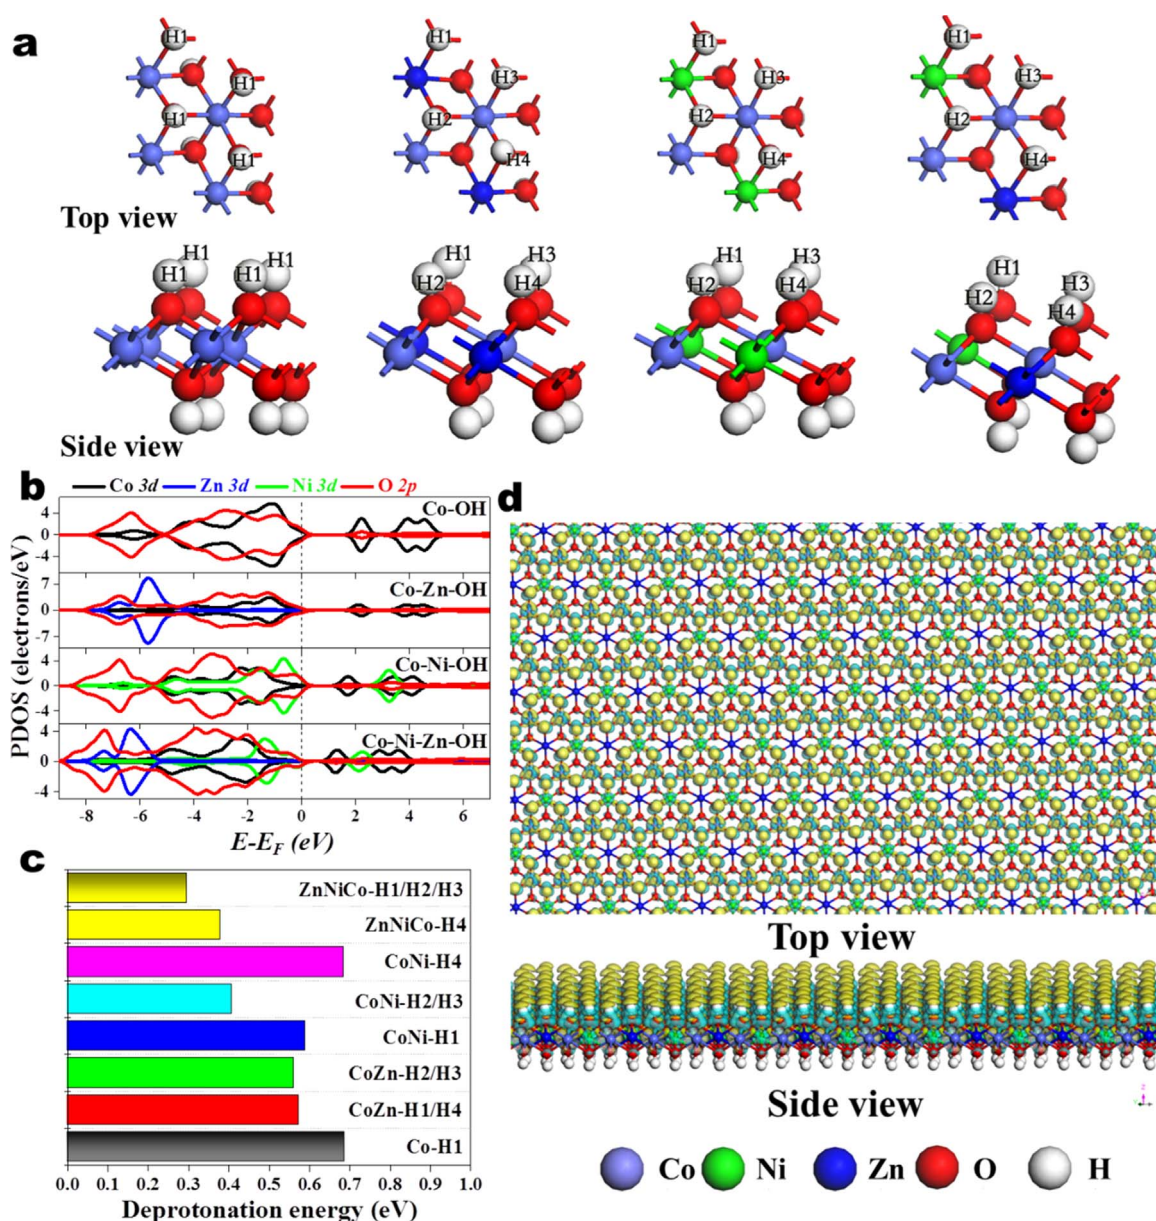 a
H1 H1 H1 H1
H1 H3 H3 H3
H1 H2 H2 H2
H1 H4 H4 H4
Top view
H1 H1 H1 H1
H1 H1 H2 H4 H3
H1 H2 H4 H3
H1 H2 H3 H4
Side view
b
Co 3d Zn 3d Ni 3d O 2p
Co-OH
4
0
-4
Co-Zn-OH
7
0
-7
Co-Ni-OH
4
0
-4
Co-Ni-Zn-OH
4
0
-4
PDOS (electrons/eV)
-8 -6 -4 -2 0 2 4 6
E-EF (eV)
c
ZnNiCo-H1/H2/H3
ZnNiCo-H4
CoNi-H4
CoNi-H2/H3
CoNi-H1
CoZn-H2/H3
CoZn-H1/H4
Co-H1
0.0 0.1 0.2 0.3 0.4 0.5 0.6 0.7 0.8 0.9 1.0
Deprotonation energy (eV)
d
Top view
Side view
Co Ni Zn O H